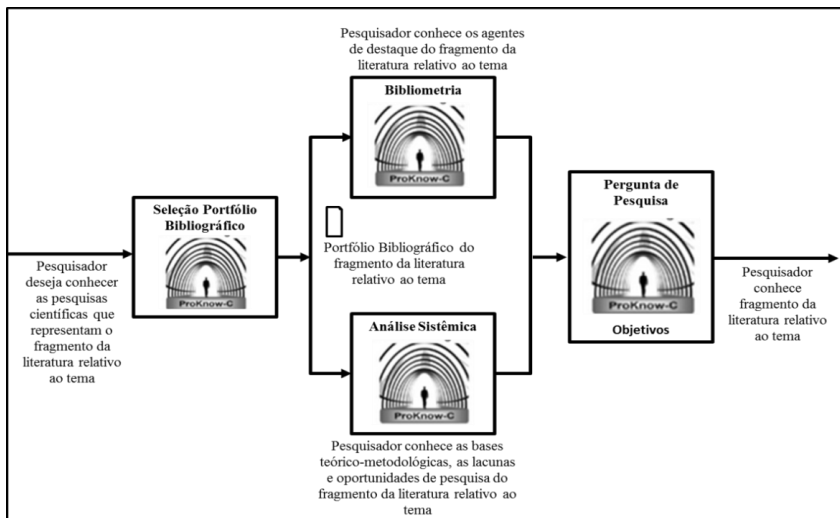 Pesquisador conhece os agentes
de destaque do fragmento da
literatura relativo ao tema
Bibliometria
ProKnow-C
Seleção Portfólio
Bibliográfico
ProKnow-C
Pesquisador
deseja conhecer
as pesquisas
científicas que
representam o
fragmento da
literatura relativo
ao tema
Portfólio Bibliográfico do
fragmento da literatura
relativo ao tema
Análise Sistêmica
ProKnow-C
Pesquisador conhece as bases
teórico-metodológicas, as lacunas
e oportunidades de pesquisa do
fragmento da literatura relativo ao
tema
Pergunta de
Pesquisa
ProKnow-C
Objetivos
Pesquisador
conhece
fragmento da
literatura relativo
ao tema